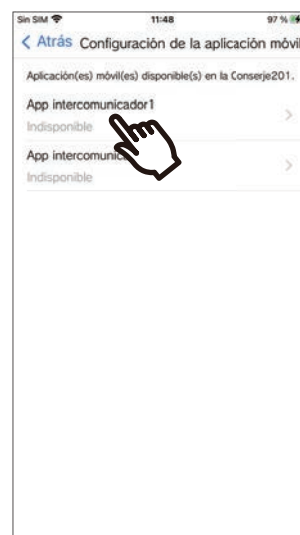 Sin SIM 11:48 97 %
Atrás Configuración de la aplicación móvil
Aplicación(es) móvil(es) disponible(s) en la Conserje201.
App intercomunicador1
Indisponible
App
Indisponible